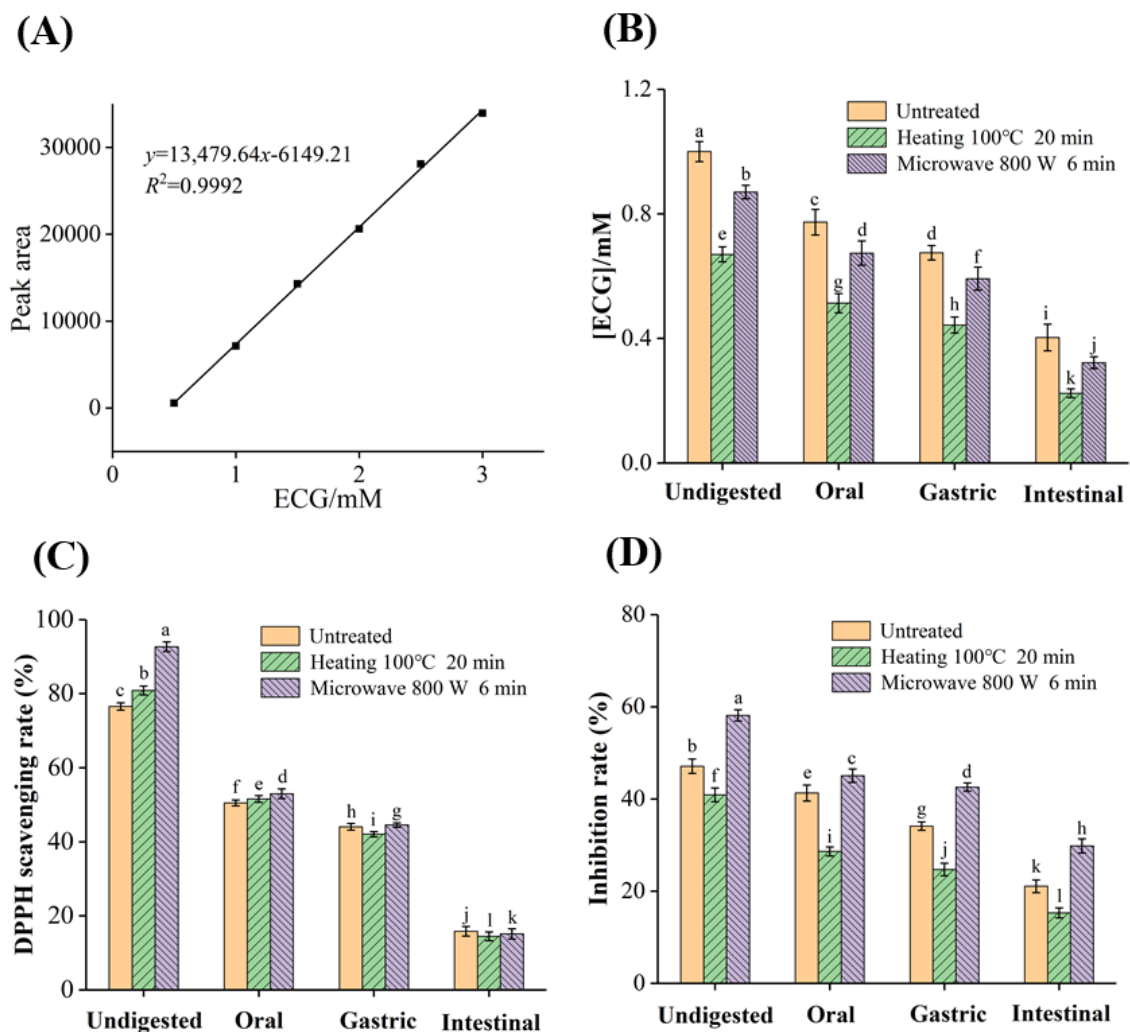 (A)
y=13,479.64x-6149.21
R²=0.9992
30000
20000
10000
0
Peak area
0 1 2 3
ECG/mM
(B)
1.2
0.8
0.4
0.0
[ECG]/mM
Untreated
Heating 100°C 20 min
Microwave 800 W 6 min
a e b
c g d
d h f
i k j
Undigested Oral Gastric Intestinal
(C)
100
80
60
40
20
0
DPPH scavenging rate (%)
Untreated
Heating 100°C 20 min
Microwave 800 W 6 min
c b a
f e d
h i g
j l k
Undigested Oral Gastric Intestinal
(D)
80
60
40
20
0
Inhibition rate (%)
Untreated
Heating 100°C 20 min
Microwave 800 W 6 min
b f a
e i c
g j d
k l h
Undigested Oral Gastric Intestinal